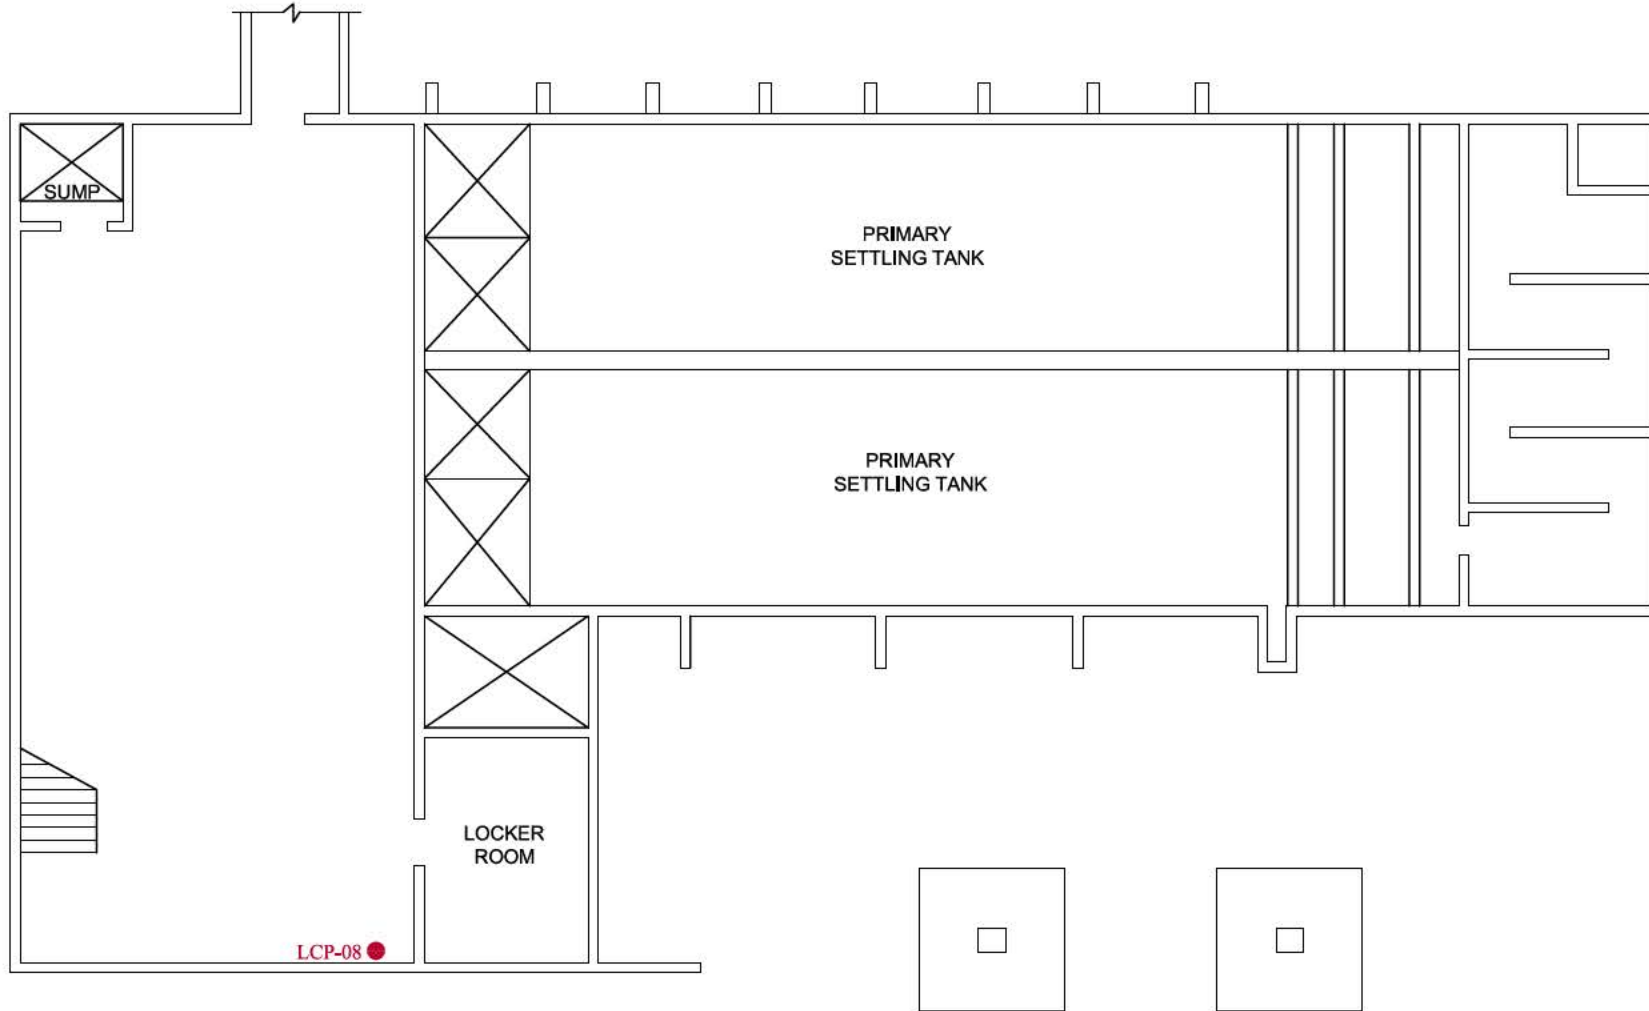 SUMP
PRIMARY
SETTLING TANK
PRIMARY
SETTLING TANK
LOCKER
ROOM
LCP-08